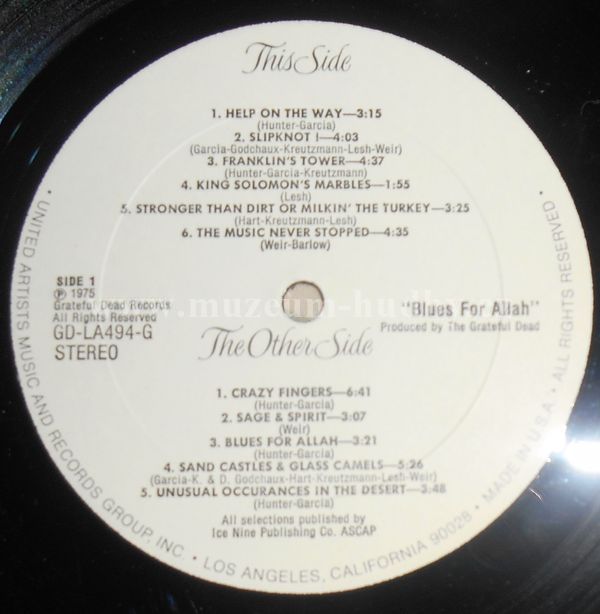 This Side
1. HELP ON THE WAY—3:15
(Hunter-Garcia)
2. SLIPKNOT !—4:03
(Garcia-Godchaux-Kreutzmann-Lesh-Weir)
3. FRANKLIN'S TOWER—4:37
(Hunter-Garcia-Kreutzmann)
4. KING SOLOMON'S MARBLES—1:55
(Lesh)
5. STRONGER THAN DIRT OR MILKIN' THE TURKEY—3:25
(Hart-Kreutzmann-Lesh)
6. THE MUSIC NEVER STOPPED—4:35
(Weir-Barlow)
SIDE 1
℗ 1975
Grateful Dead Records
All Rights Reserved
GD-LA494-G
STEREO
"Blues For Allah"
Produced by The Grateful Dead
The Other Side
1. CRAZY FINGERS—6:41
(Hunter-Garcia)
2. SAGE & SPIRIT—3:07
(Weir)
3. BLUES FOR ALLAH—3:21
(Hunter-Garcia)
4. SAND CASTLES & GLASS CAMELS—5:26
(Garcia-K. & D. Godchaux-Hart-Kreutzmann-Lesh-Weir)
5. UNUSUAL OCCURANCES IN THE DESERT—3:48
(Hunter-Garcia)
All selections published by
Ice Nine Publishing Co. ASCAP
• UNITED ARTISTS MUSIC AND RECORDS GROUP, INC. • LOS ANGELES, CALIFORNIA 90028 • MADE IN U.S.A. • ALL RIGHTS RESERVED •